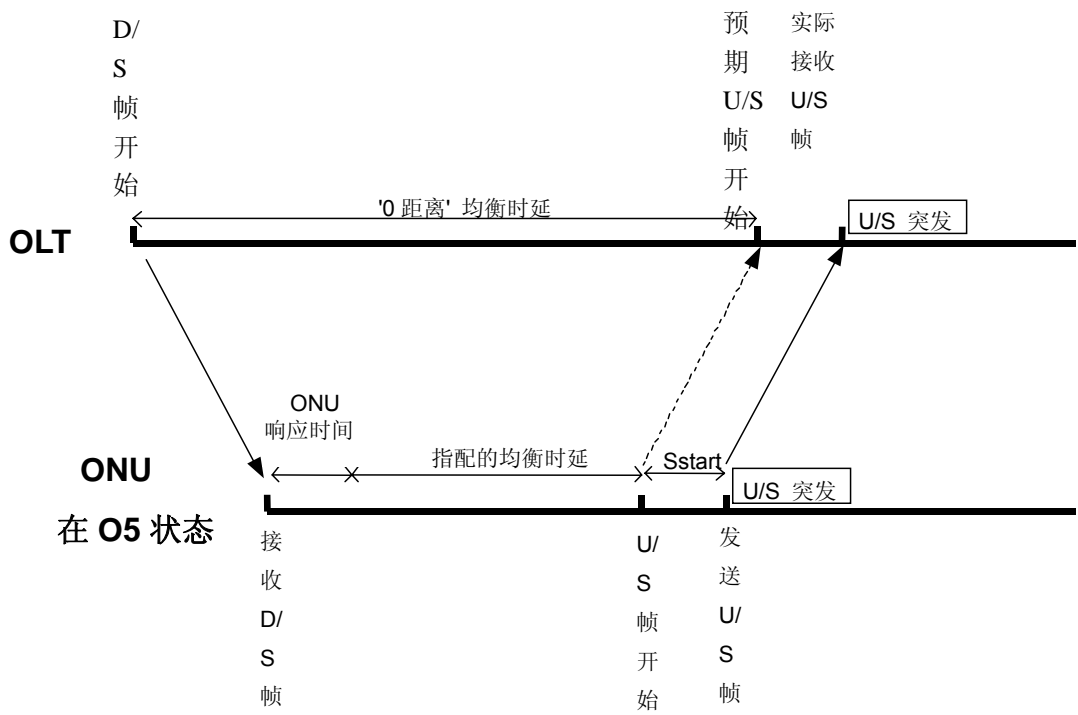 D/
S
帧
开
始
预
期
U/S
帧
开
始
实际
接收
U/S
帧
'0 距离' 均衡时延
OLT
U/S 突发
ONU
响应时间
指配的均衡时延
Sstart
ONU
在 O5 状态
U/S 突发
接
收
D/
S
帧
U/
S
帧
开
始
发
送
U/
S
帧